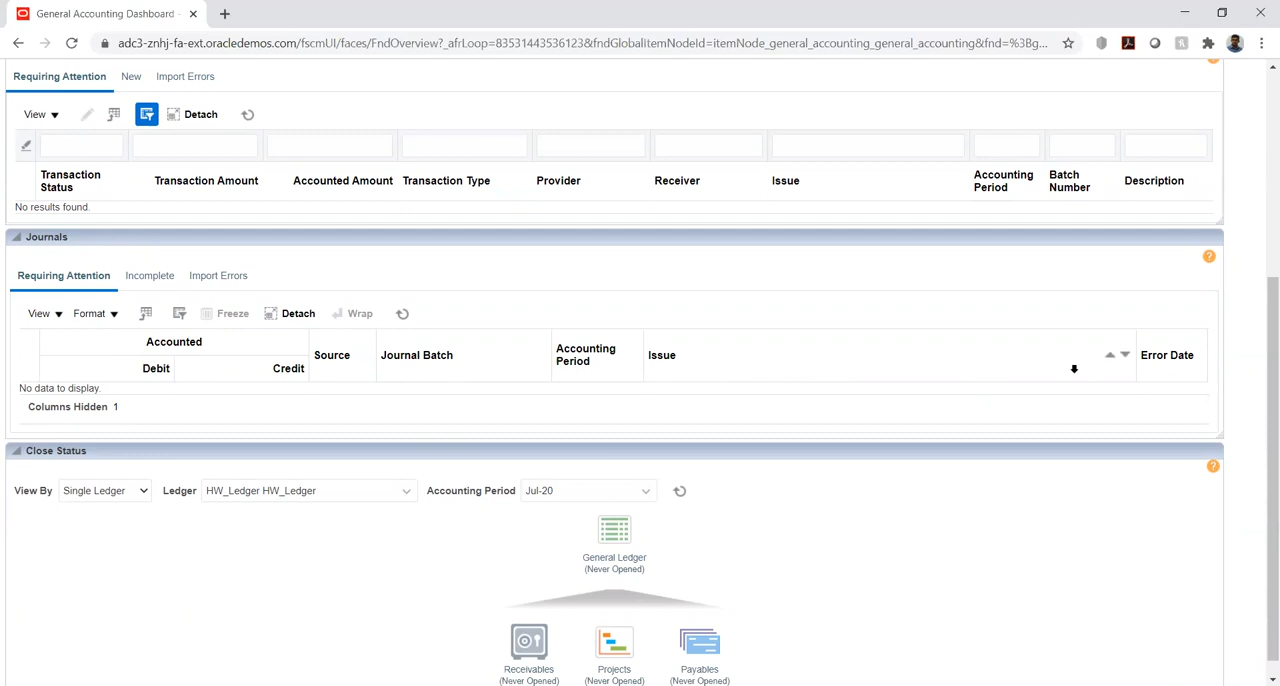 General Accounting Dashboard -
adc3-znhj-fa-ext.oracledemos.com/fscmUI/faces/FndOverview?_afrLoop=83531443536123&fndGlobalItemNodeId=itemNode_general_accounting_general_accounting&fnd=%3Bg...
Requiring Attention New Import Errors
View Detach
Transaction Status Transaction Amount Accounted Amount Transaction Type Provider Receiver Issue Accounting Period Batch Number Description
No results found.
Journals
Requiring Attention Incomplete Import Errors
View Format Freeze Detach Wrap
Accounted
Debit Credit Source Journal Batch Accounting Period Issue Error Date
No data to display.
Columns Hidden 1
Close Status
View By Single Ledger Ledger HW_Ledger HW_Ledger Accounting Period Jul-20
General Ledger
(Never Opened)
Receivables Projects Payables
(Never Opened) (Never Opened) (Never Opened)